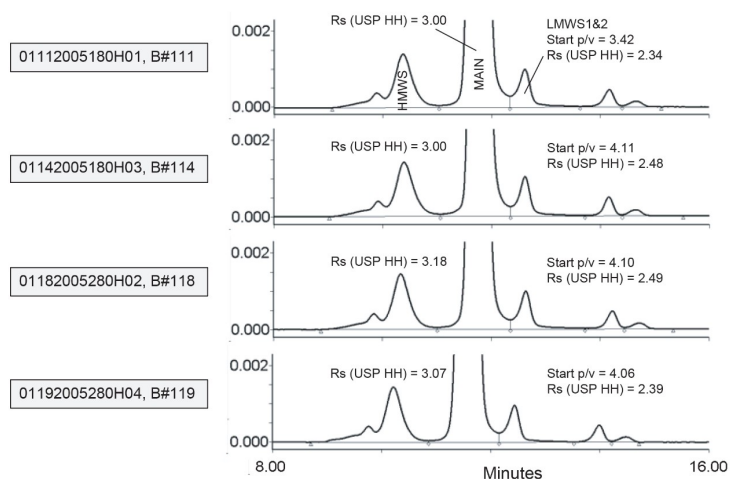 Rs (USP HH) = 3.00
LMWS1&2
Start p/v = 3.42
Rs (USP HH) = 2.34
01112005180H01, B#111
0.002
HMWS
MAIN
0.000
0.002
Rs (USP HH) = 3.00
Start p/v = 4.11
Rs (USP HH) = 2.48
01142005180H03, B#114
0.000
0.002
Rs (USP HH) = 3.18
Start p/v = 4.10
Rs (USP HH) = 2.49
01182005280H02, B#118
0.000
0.002
Rs (USP HH) = 3.07
Start p/v = 4.06
Rs (USP HH) = 2.39
01192005280H04, B#119
0.000
8.00
Minutes
16.00